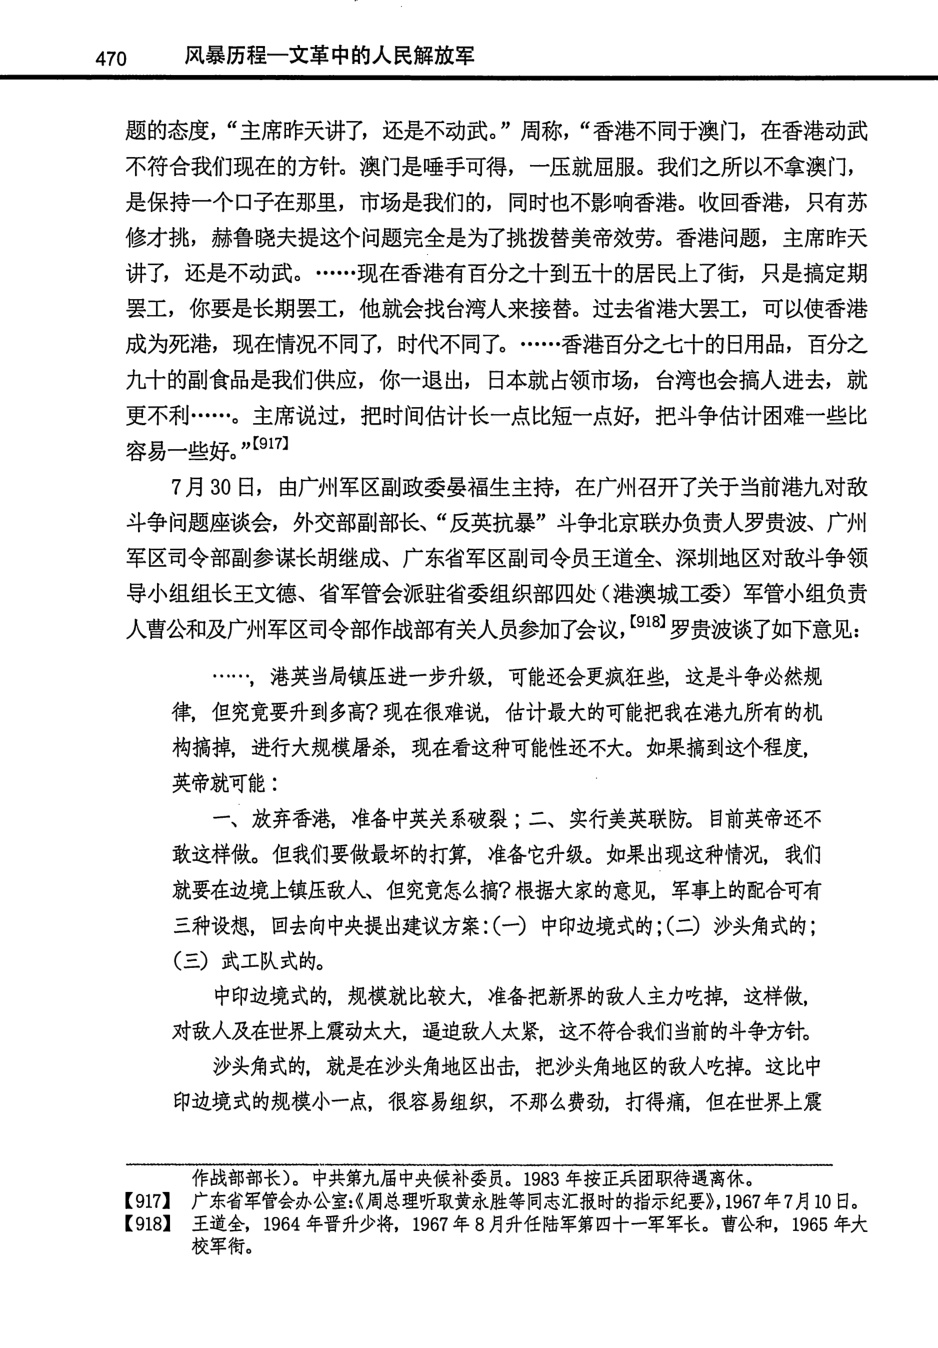 470 风暴历程—文革中的人民解放军
题的态度，“主席昨天讲了，还是不动武。”周称，“香港不同于澳门，在香港动武
不符合我们现在的方针。澳门是唾手可得，一压就屈服。我们之所以不拿澳门，
是保持一个口子在那里，市场是我们的，同时也不影响香港。收回香港，只有苏
修才挑，赫鲁晓夫提这个问题完全是为了挑拨替美帝效劳。香港问题，主席昨天
讲了，还是不动武。……现在香港有百分之十到五十的居民上了街，只是搞定期
罢工，你要是长期罢工，他就会找台湾人来接替。过去省港大罢工，可以使香港
成为死港，现在情况不同了，时代不同了。……香港百分之七十的日用品，百分之
九十的副食品是我们供应，你一退出，日本就占领市场，台湾也会搞人进去，就
更不利……。主席说过，把时间估计长一点比短一点好，把斗争估计困难一些比
容易一些好。”【917】
7月30日，由广州军区副政委晏福生主持，在广州召开了关于当前港九对敌
斗争问题座谈会，外交部副部长、“反英抗暴”斗争北京联办负责人罗贵波、广州
军区司令部副参谋长胡继成、广东省军区副司令员王道全、深圳地区对敌斗争领
导小组组长王文德、省军管会派驻省委组织部四处（港澳城工委）军管小组负责
人曹公和及广州军区司令部作战部有关人员参加了会议，【918】罗贵波谈了如下意见：
……，港英当局镇压进一步升级，可能还会更疯狂些，这是斗争必然规
律，但究竟要升到多高？现在很难说，估计最大的可能把我在港九所有的机
构搞掉，进行大规模屠杀，现在看这种可能性还不大。如果搞到这个程度，
英帝就可能：
一、放弃香港，准备中英关系破裂；二、实行美英联防。目前英帝还不
敢这样做。但我们要做最坏的打算，准备它升级。如果出现这种情况，我们
就要在边境上镇压敌人、但究竟怎么搞？根据大家的意见，军事上的配合可有
三种设想，回去向中央提出建议方案：（一）中印边境式的；（二）沙头角式的；
（三）武工队式的。
中印边境式的，规模就比较大，准备把新界的敌人主力吃掉，这样做，
对敌人及在世界上震动太大，逼迫敌人太紧，这不符合我们当前的斗争方针。
沙头角式的，就是在沙头角地区出击，把沙头角地区的敌人吃掉。这比中
印边境式的规模小一点，很容易组织，不那么费劲，打得痛，但在世界上震
作战部部长）。中共第九届中央候补委员。1983年按正兵团职待遇离休。
【917】 广东省军管会办公室：《周总理听取黄永胜等同志汇报时的指示纪要》，1967年7月10日。
【918】 王道全，1964年晋升少将，1967年8月升任陆军第四十一军军长。曹公和，1965年大
校军衔。